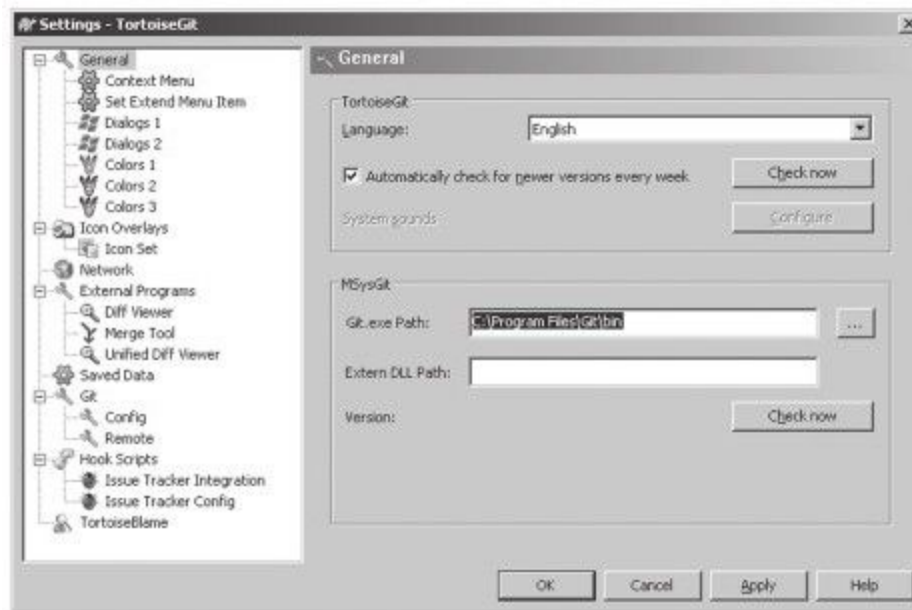 Settings - TortoiseGit
General
Context Menu
Set Extend Menu Item
Dialogs 1
Dialogs 2
Colors 1
Colors 2
Colors 3
Icon Overlays
Icon Set
Network
External Programs
Diff Viewer
Merge Tool
Unified Diff Viewer
Saved Data
Git
Config
Remote
Hook Scripts
Issue Tracker Integration
Issue Tracker Config
TortoiseBlame
General
TortoiseGit
Language: English
Automatically check for newer versions every week Check now
System sounds Configure
MSysGit
Git.exe Path: C:\Program Files\Git\bin ...
Extern DLL Path:
Version: Check now
OK Cancel Apply Help